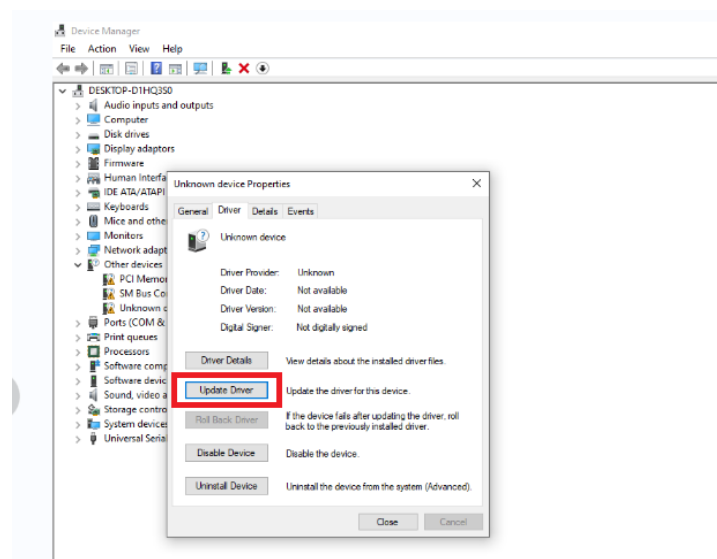 Device Manager
File Action View Help
DESKTOP-D1HQ3S0
Audio inputs and outputs
Computer
Disk drives
Display adaptors
Firmware
Human Interfa
IDE ATA/ATAPI
Keyboards
Mice and othe
Monitors
Network adapt
Other devices
PCI Memor
SM Bus Co
Unknown d
Ports (COM &
Print queues
Processors
Software comp
Software devic
Sound, video a
Storage contro
System devices
Universal Seria
Unknown device Properties
General Driver Details Events
Unknown device
Driver Provider: Unknown
Driver Date: Not available
Driver Version: Not available
Digital Signer: Not digitally signed
Driver Details View details about the installed driver files.
Update Driver Update the driver for this device.
Roll Back Driver If the device fails after updating the driver, roll
back to the previously installed driver.
Disable Device Disable the device.
Uninstall Device Uninstall the device from the system (Advanced).
Close Cancel